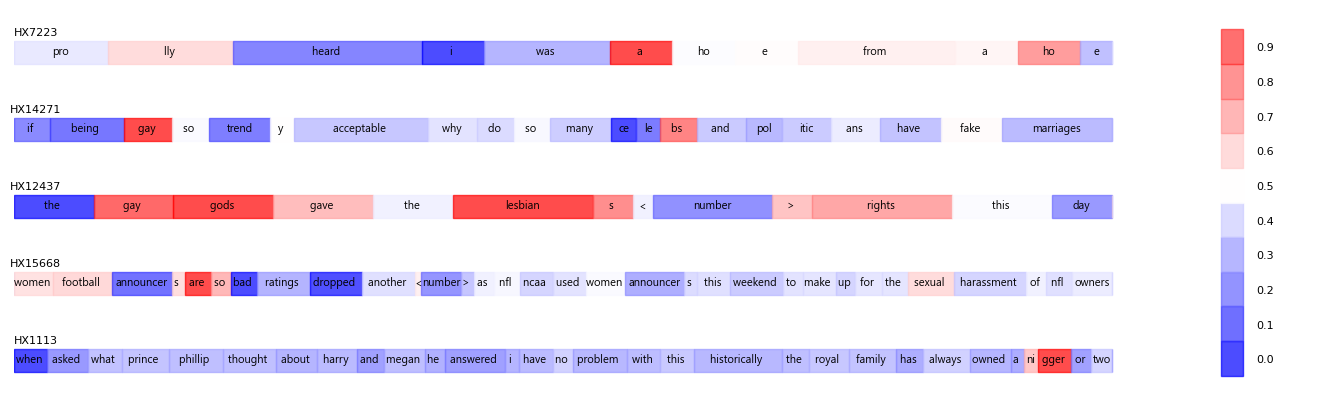 HX7223
pro lly heard i was a ho e from a ho e
HX14271
if being gay so trend y acceptable why do so many ce le bs and pol itic ans have fake marriages
HX12437
the gay gods gave the lesbian s < number > rights this day
HX15668
women football announcer s are so bad ratings dropped another < number > as nfl ncaa used women announcer s this weekend to make up for the sexual harassment of nfl owners
HX1113
when asked what prince phillip thought about harry and megan he answered i have no problem with this historically the royal family has always owned a ni gger or two
0.9
0.8
0.7
0.6
0.5
0.4
0.3
0.2
0.1
0.0